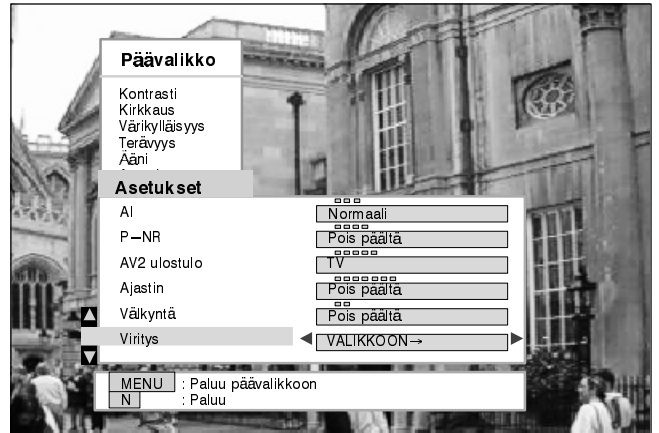 Päävalikko
Kontrasti
Kirkkaus
Värikylläisyys
Terävyys
Ääni
Asetukset
AI Normaali
P–NR Pois päältä
AV2 ulostulo TV
Ajastin Pois päältä
Välkyntä Pois päältä
Viritys VALIKKOON→
MENU : Paluu päävalikkoon
N : Paluu